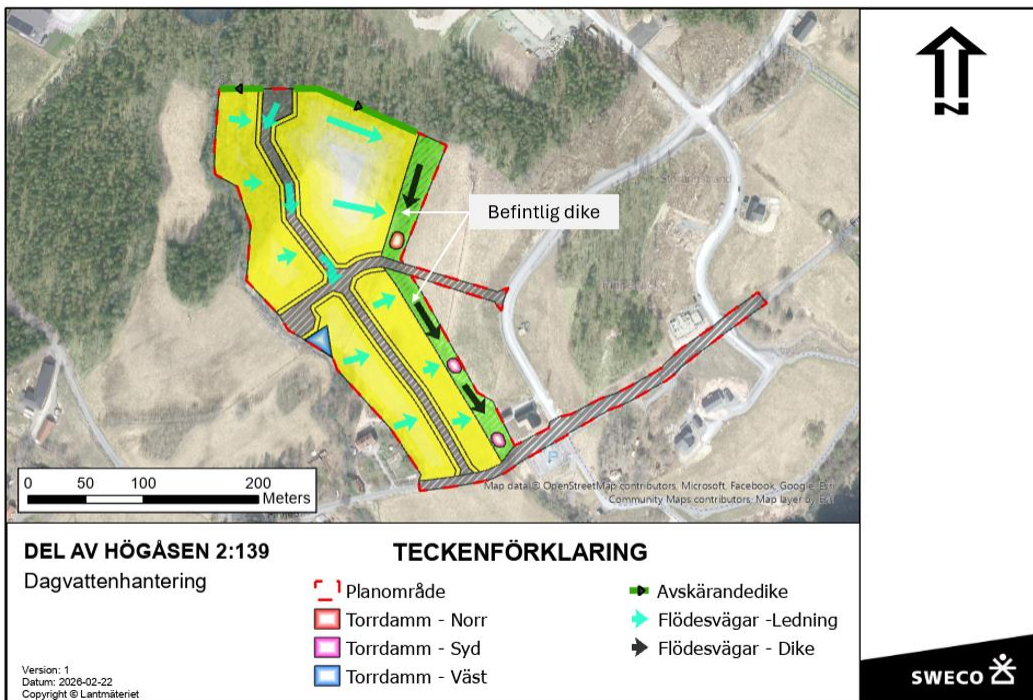 N
Befintlig dike
P
0 50 100 200
Meters
Map data © OpenStreetMap contributors, Microsoft, Facebook, Google, Esri
Community Maps contributors, Map layer by Esri
DEL AV HÖGÅSEN 2:139
Dagvattenhantering
TECKENFÖRKLARING
Planområde
Torrdamm - Norr
Torrdamm - Syd
Torrdamm - Väst
Avskärandedike
Flödesvägar -Ledning
Flödesvägar - Dike
Version: 1
Datum: 2026-02-22
Copyright © Lantmäteriet
SWECO